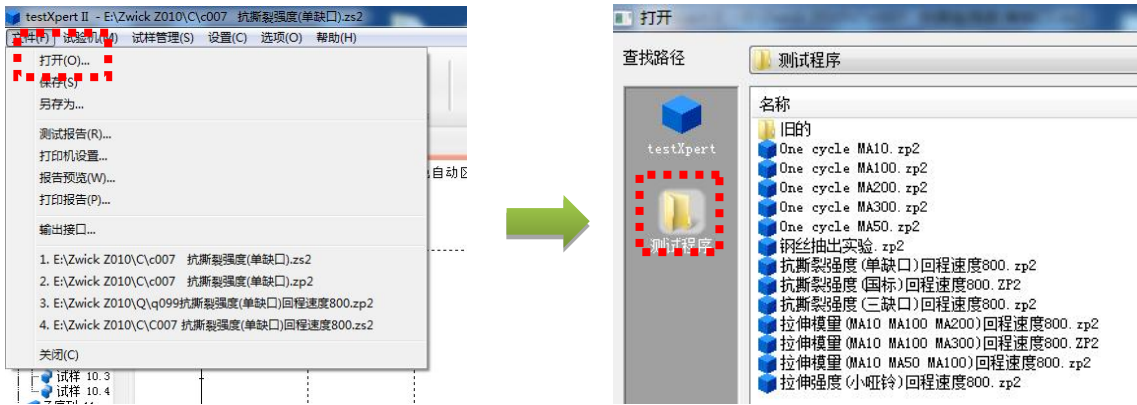 testXpert II - E:\Zwick Z010\C\c007 抗撕裂强度(单缺口).zs2
文件(F) 试验机(M) 试样管理(S) 设置(C) 选项(O) 帮助(H)
打开(O)...
保存(S)
另存为...
测试报告(R)...
打印机设置...
报告预览(W)...
打印报告(P)...
自动区
输出接口...
1. E:\Zwick Z010\C\c007 抗撕裂强度(单缺口).zs2
2. E:\Zwick Z010\C\c007 抗撕裂强度(单缺口).zp2
3. E:\Zwick Z010\Q\q099抗撕裂强度(单缺口)回程速度800.zp2
4. E:\Zwick Z010\C\C007 抗撕裂强度(单缺口)回程速度800.zs2
关闭(C)
试样 10.3
试样 10.4
打开
查找路径
测试程序
testXpert
测试程序
名称
旧的
One cycle MA10.zp2
One cycle MA100.zp2
One cycle MA200.zp2
One cycle MA300.zp2
One cycle MA50.zp2
钢丝抽出实验.zp2
抗撕裂强度(单缺口)回程速度800.zp2
抗撕裂强度(国标)回程速度800.ZP2
抗撕裂强度(三缺口)回程速度800.zp2
拉伸模量(MA10 MA100 MA200)回程速度800.zp2
拉伸模量(MA10 MA100 MA300)回程速度800.ZP2
拉伸模量(MA10 MA50 MA100)回程速度800.zp2
拉伸强度(小哑铃)回程速度800.zp2